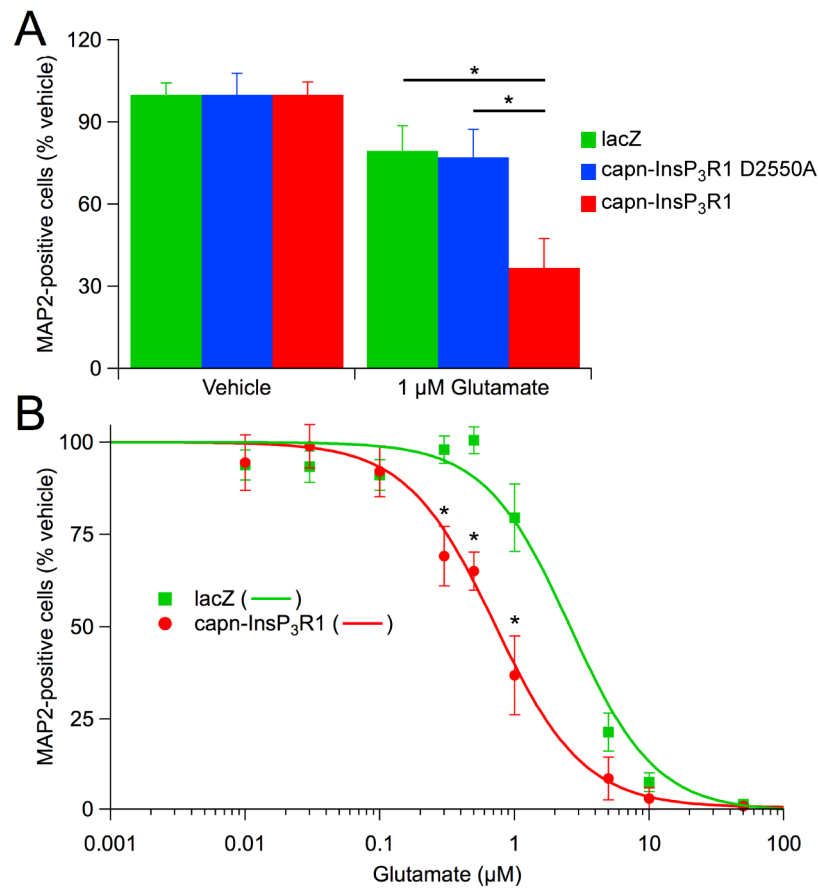 A
MAP2-positive cells (% vehicle)
120
90
60
30
0
*
*
lacZ
capn-InsP₃R1 D2550A
capn-InsP₃R1
Vehicle
1 µM Glutamate
B
MAP2-positive cells (% vehicle)
100
75
50
25
0
*
*
*
lacZ ( — )
capn-InsP₃R1 ( — )
0.001
0.01
0.1
1
10
100
Glutamate (µM)